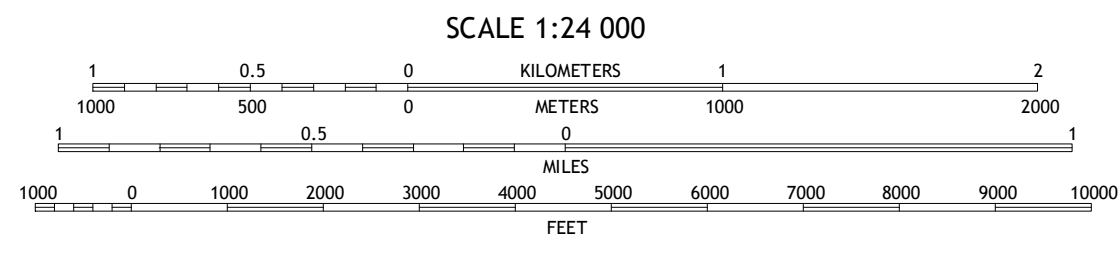 SCALE 1:24 000
1 0.5 0 KILOMETERS 1 2
1000 500 0 METERS 1000 2000
1 0.5 0 1
MILES
1000 0 1000 2000 3000 4000 5000 6000 7000 8000 9000 10000
FEET